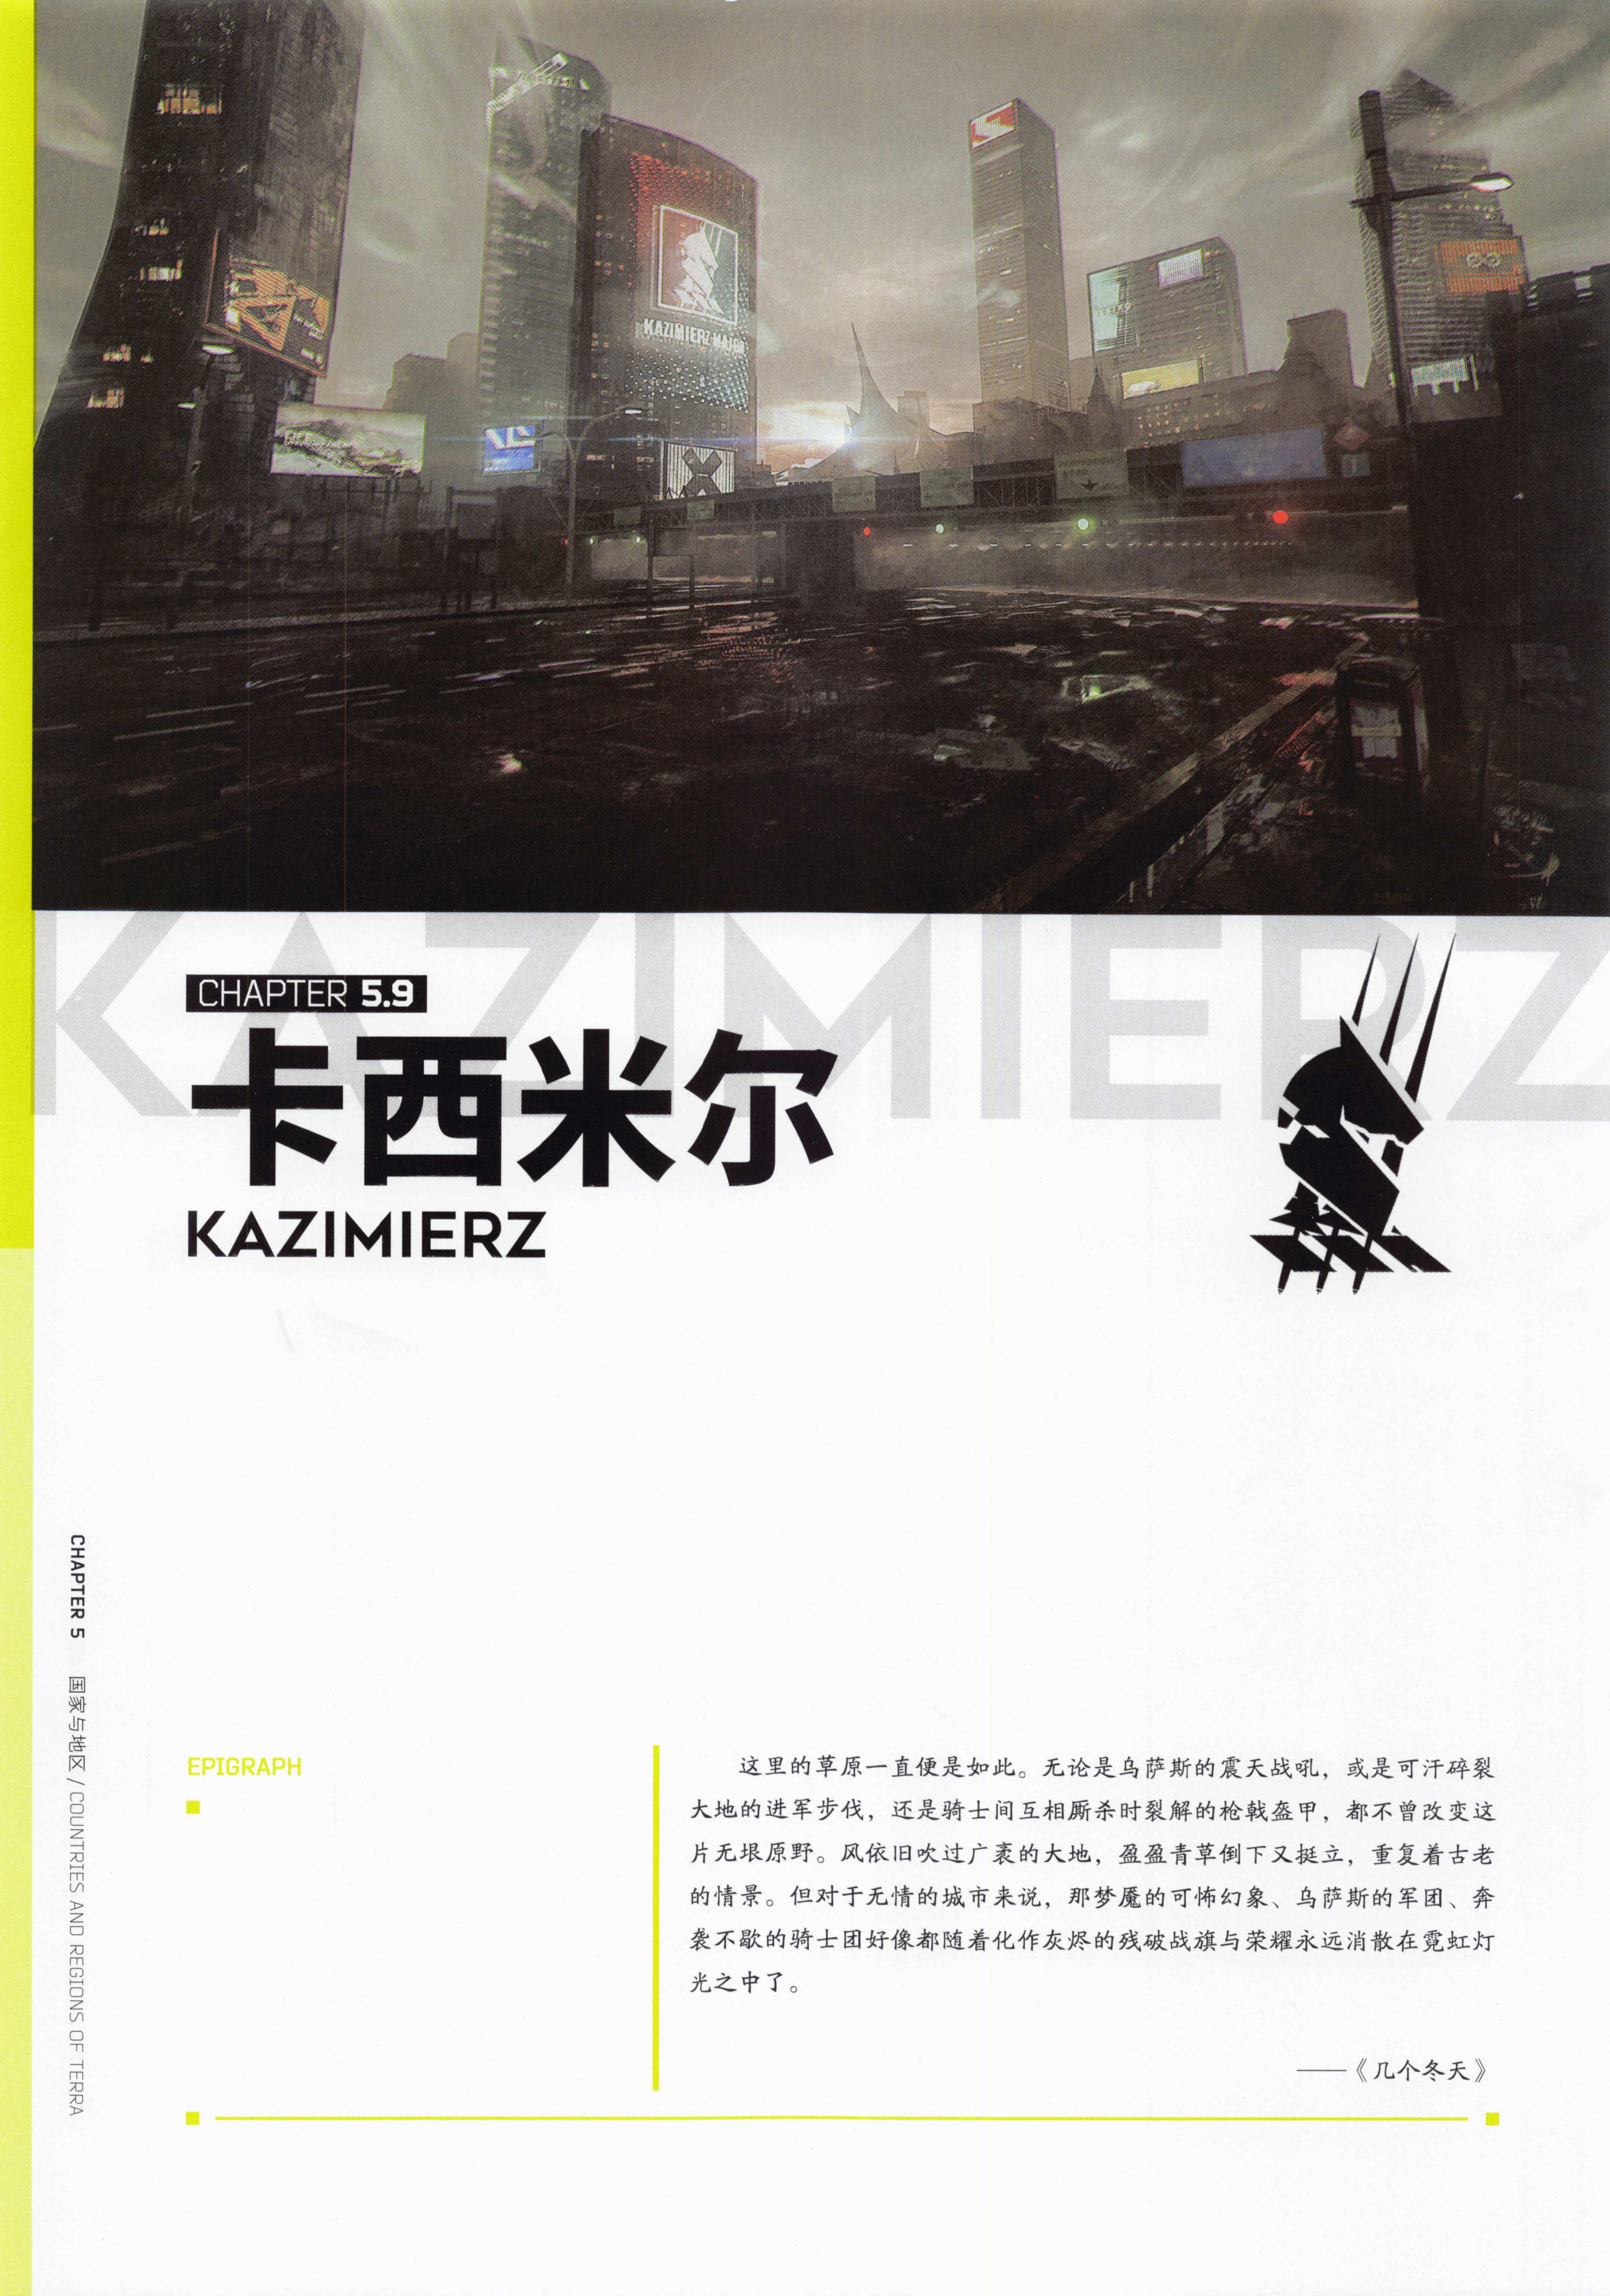 KAZIMIERZ MAJOR
KAZIMIERZ
CHAPTER 5.9
卡西米尔
KAZIMIERZ
CHAPTER 5 国家与地区 / COUNTRIES AND REGIONS OF TERRA
EPIGRAPH
这里的草原一直便是如此。无论是乌萨斯的震天战吼，或是可汗碎裂
大地的进军步伐，还是骑士间互相厮杀时裂解的枪戟盔甲，都不曾改变这
片无垠原野。风依旧吹过广袤的大地，盈盈青草倒下又挺立，重复着古老
的情景。但对于无情的城市来说，那梦魇的可怖幻象、乌萨斯的军团、奔
袭不歇的骑士团好像都随着化作灰烬的残破战旗与荣耀永远消散在霓虹灯
光之中了。
——《几个冬天》